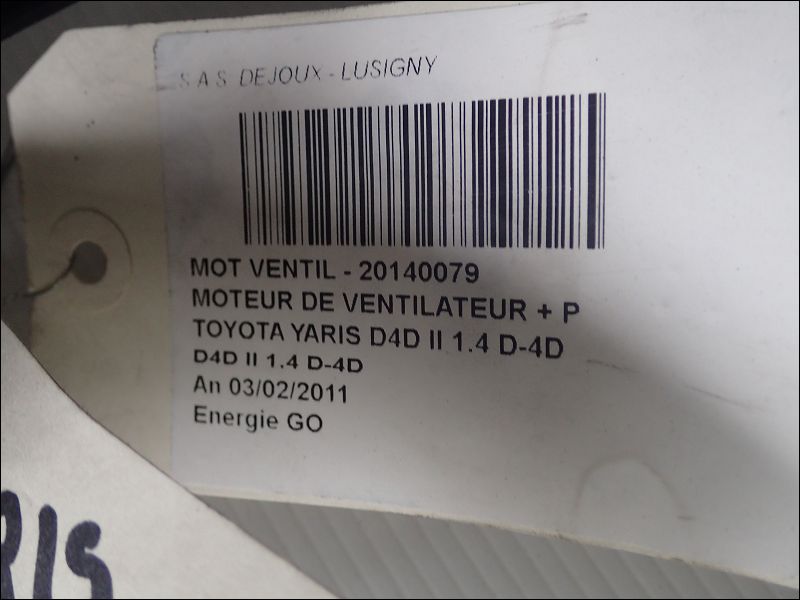 S.A.S. DEJOUX - LUSIGNY
MOT VENTIL - 20140079
MOTEUR DE VENTILATEUR + P
TOYOTA YARIS D4D II 1.4 D-4D
D4D II 1.4 D-4D
An 03/02/2011
Energie GO
RIS